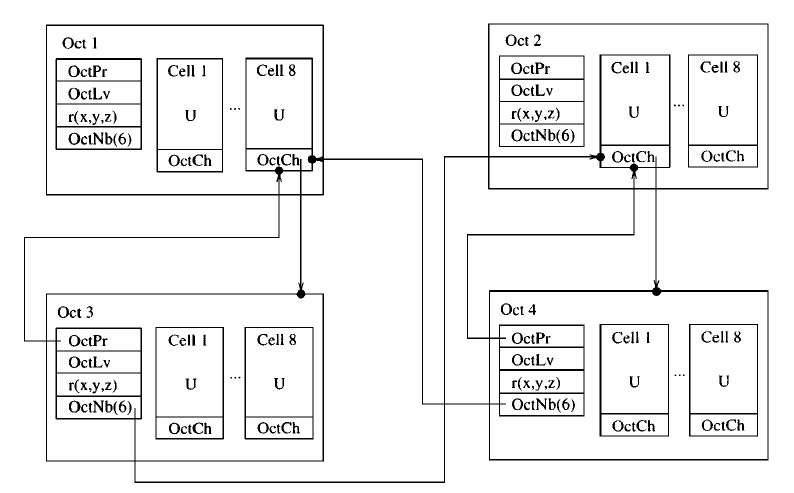 Oct 1
OctPr
OctLv
r(x,y,z)
OctNb(6)
Cell 1
U
OctCh
...
Cell 8
U
OctCh
Oct 2
OctPr
OctLv
r(x,y,z)
OctNb(6)
Cell 1
U
OctCh
...
Cell 8
U
OctCh
Oct 3
OctPr
OctLv
r(x,y,z)
OctNb(6)
Cell 1
U
OctCh
...
Cell 8
U
OctCh
Oct 4
OctPr
OctLv
r(x,y,z)
OctNb(6)
Cell 1
U
OctCh
...
Cell 8
U
OctCh